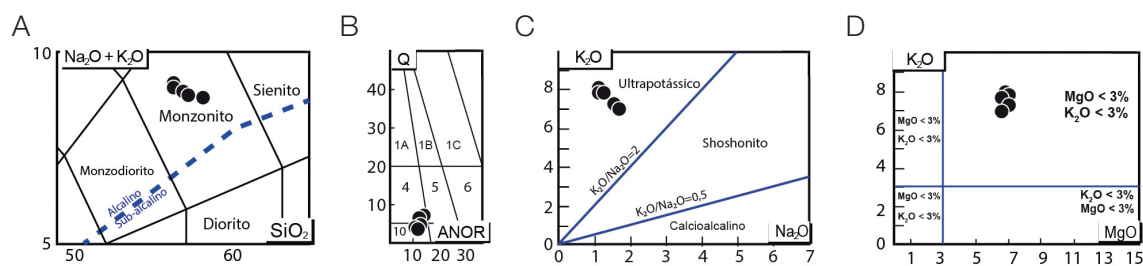 A
Na₂O + K₂O
10
5
50
60
Sienito
Monzonito
Monzodiorito
Alcalino
Sub-alcalino
Diorito
SiO₂
B
Q
40
30
20
10
0
1A
1B
1C
4
5
6
10
ANOR
10 20 30
C
K₂O
8
6
4
2
0
Ultrapotássico
K₂O/Na₂O=2
Shoshonito
K₂O/Na₂O=0,5
Calcioalcalino
Na₂O
0 1 2 3 4 5 6 7
D
K₂O
8
6
4
2
0
MgO < 3%
K₂O < 3%
MgO < 3%
K₂O < 3%
MgO < 3%
K₂O < 3%
K₂O < 3%
MgO < 3%
MgO
1 3 5 7 9 11 13 15